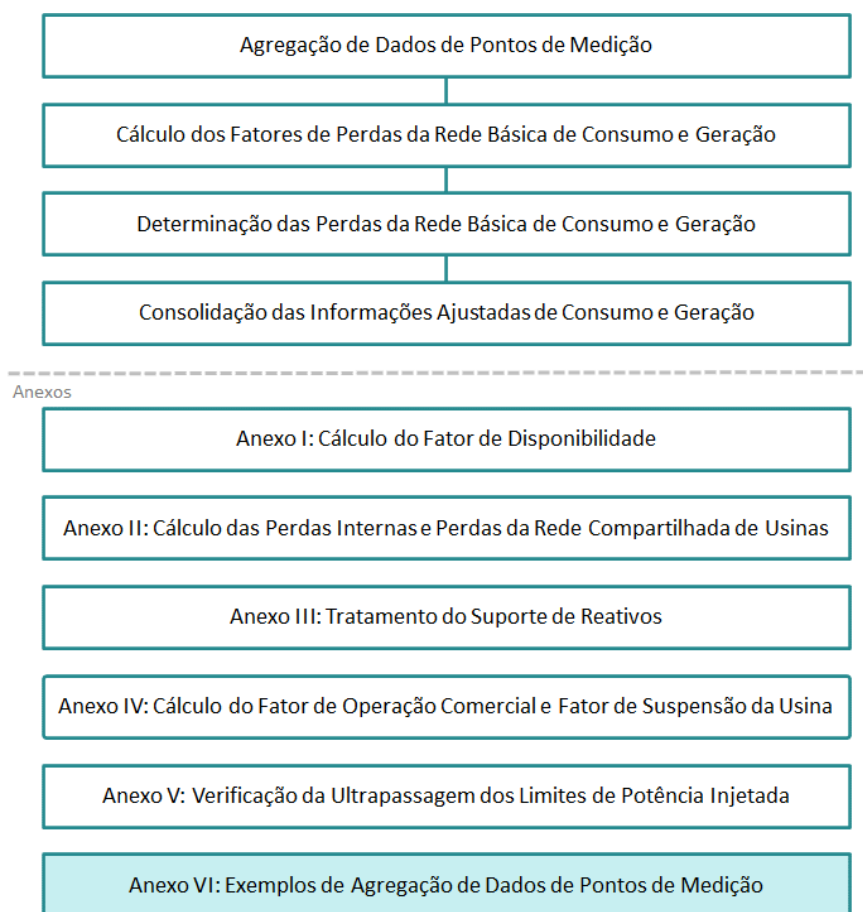 Agregação de Dados de Pontos de Medição
Cálculo dos Fatores de Perdas da Rede Básica de Consumo e Geração
Determinação das Perdas da Rede Básica de Consumo e Geração
Consolidação das Informações Ajustadas de Consumo e Geração
Anexos
Anexo I: Cálculo do Fator de Disponibilidade
Anexo II: Cálculo das Perdas Internas e Perdas da Rede Compartilhada de Usinas
Anexo III: Tratamento do Suporte de Reativos
Anexo IV: Cálculo do Fator de Operação Comercial e Fator de Suspensão da Usina
Anexo V: Verificação da Ultrapassagem dos Limites de Potência Injetada
Anexo VI: Exemplos de Agregação de Dados de Pontos de Medição